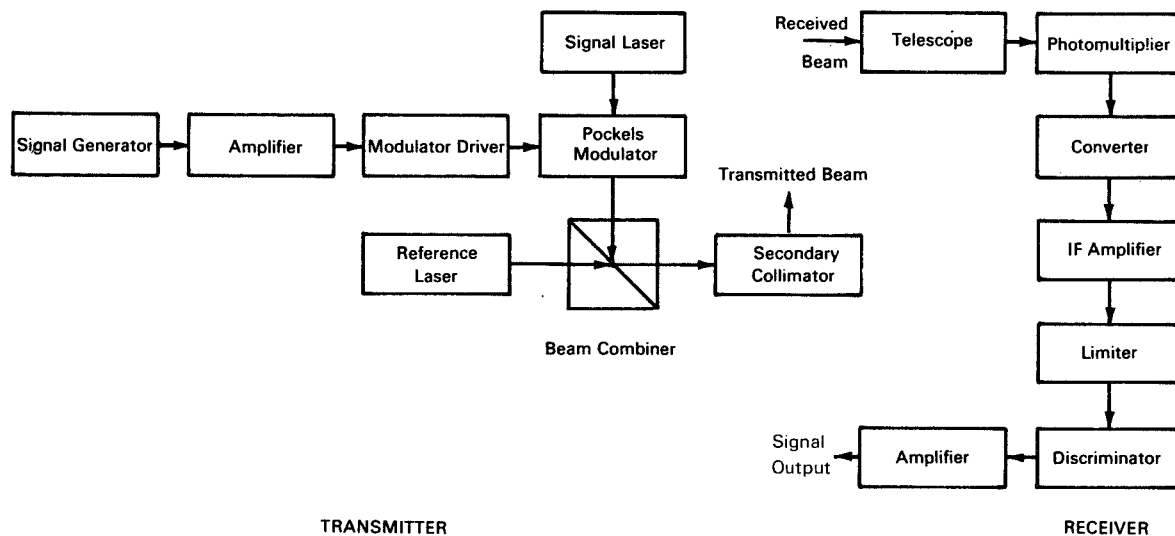 Signal Laser
Signal Generator
Amplifier
Modulator Driver
Pockels
Modulator
Transmitted Beam
Reference
Laser
Secondary
Collimator
Beam Combiner
TRANSMITTER
Received
Beam
Telescope
Photomultiplier
Converter
IF Amplifier
Limiter
Discriminator
Amplifier
Signal
Output
RECEIVER